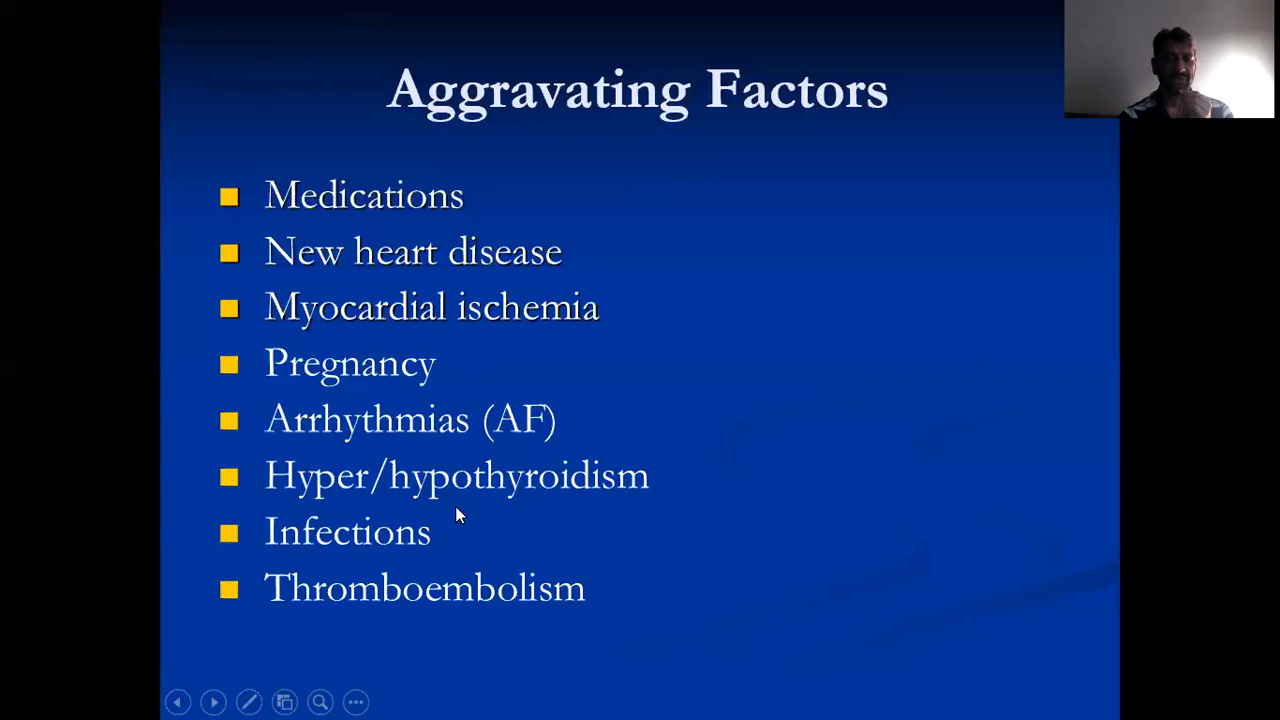 Aggravating Factors
Medications
New heart disease
Myocardial ischemia
Pregnancy
Arrhythmias (AF)
Hyper/hypothyroidism
Infections
Thromboembolism